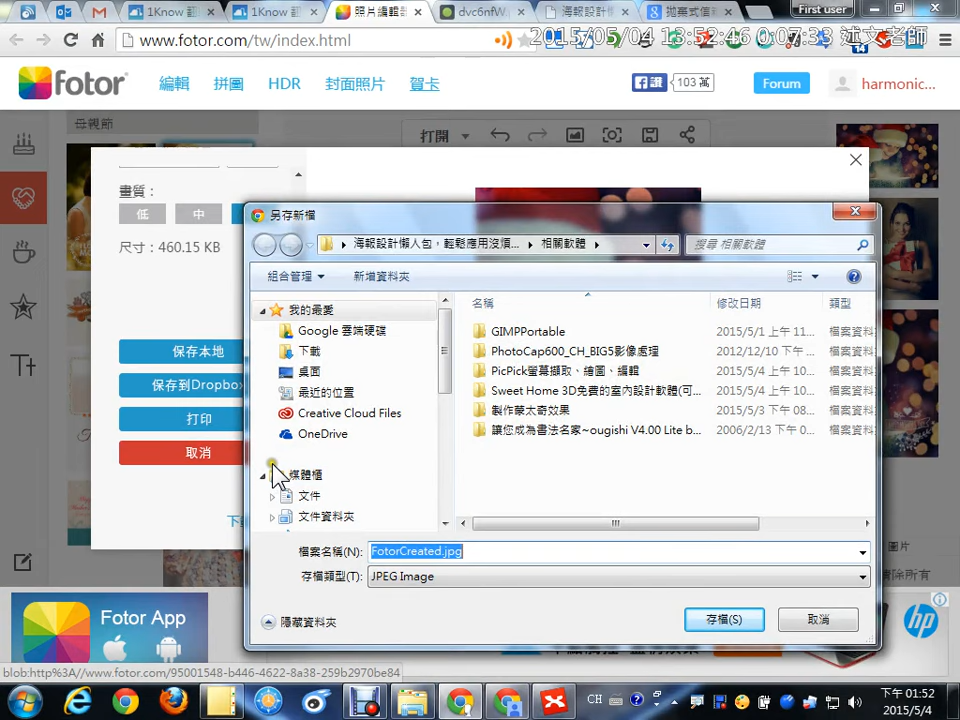 1Know 翻
1Know 翻
照片編輯器
dvc6nfW
海報設計懶
拋棄式信箱
First user
www.fotor.com/tw/index.html
2015/05/04 13:52:46 0:07:33 述文老師
fotor
編輯
拼圖
HDR
封面照片
賀卡
讚
103 萬
Forum
harmonic...
母親節
打開
畫質：
低
中
尺寸：460.15 KB
保存本地
保存到Dropbox
打印
取消
另存新檔
海報設計懶人包，輕鬆應用沒煩...
相關軟體
搜尋 相關軟體
組合管理
新增資料夾
我的最愛
Google 雲端硬碟
下載
桌面
最近的位置
Creative Cloud Files
OneDrive
媒體櫃
文件
文件資料夾
名稱
修改日期
類型
GIMPPortable
2015/5/1 上午 11...
檔案資料
PhotoCap600_CH_BIG5影像處理
2012/12/10 下午 ...
檔案資料
PicPick螢幕擷取、繪圖、編輯
2015/5/4 上午 10...
檔案資料
Sweet Home 3D免費的室內設計軟體(可...
2015/5/4 上午 10...
檔案資料
製作蒙太奇效果
2015/5/3 下午 08...
檔案資料
讓您成為書法名家~ougishi V4.00 Lite b...
2006/2/13 下午 0...
檔案資料
檔案名稱(N):
FotorCreated.jpg
存檔類型(T):
JPEG Image
隱藏資料夾
存檔(S)
取消
圖片
清除所有
Fotor App
hp
blob:http%3A//www.fotor.com/95001548-b446-4622-8a38-259b2970be84
CH
下午 01:52
2015/5/4